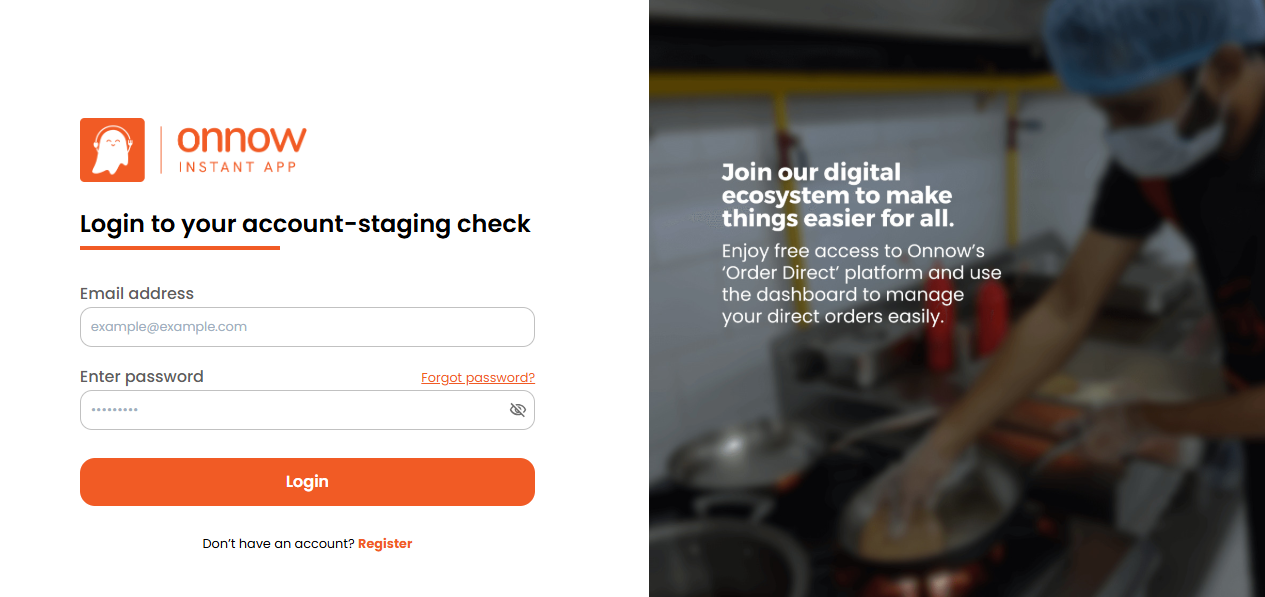 onnow
INSTANT APP
Login to your account-staging check
Email address
example@example.com
Enter password
Forgot password?
Login
Don’t have an account? Register
Join our digital
ecosystem to make
things easier for all.
Enjoy free access to Onnow’s
‘Order Direct’ platform and use
the dashboard to manage
your direct orders easily.